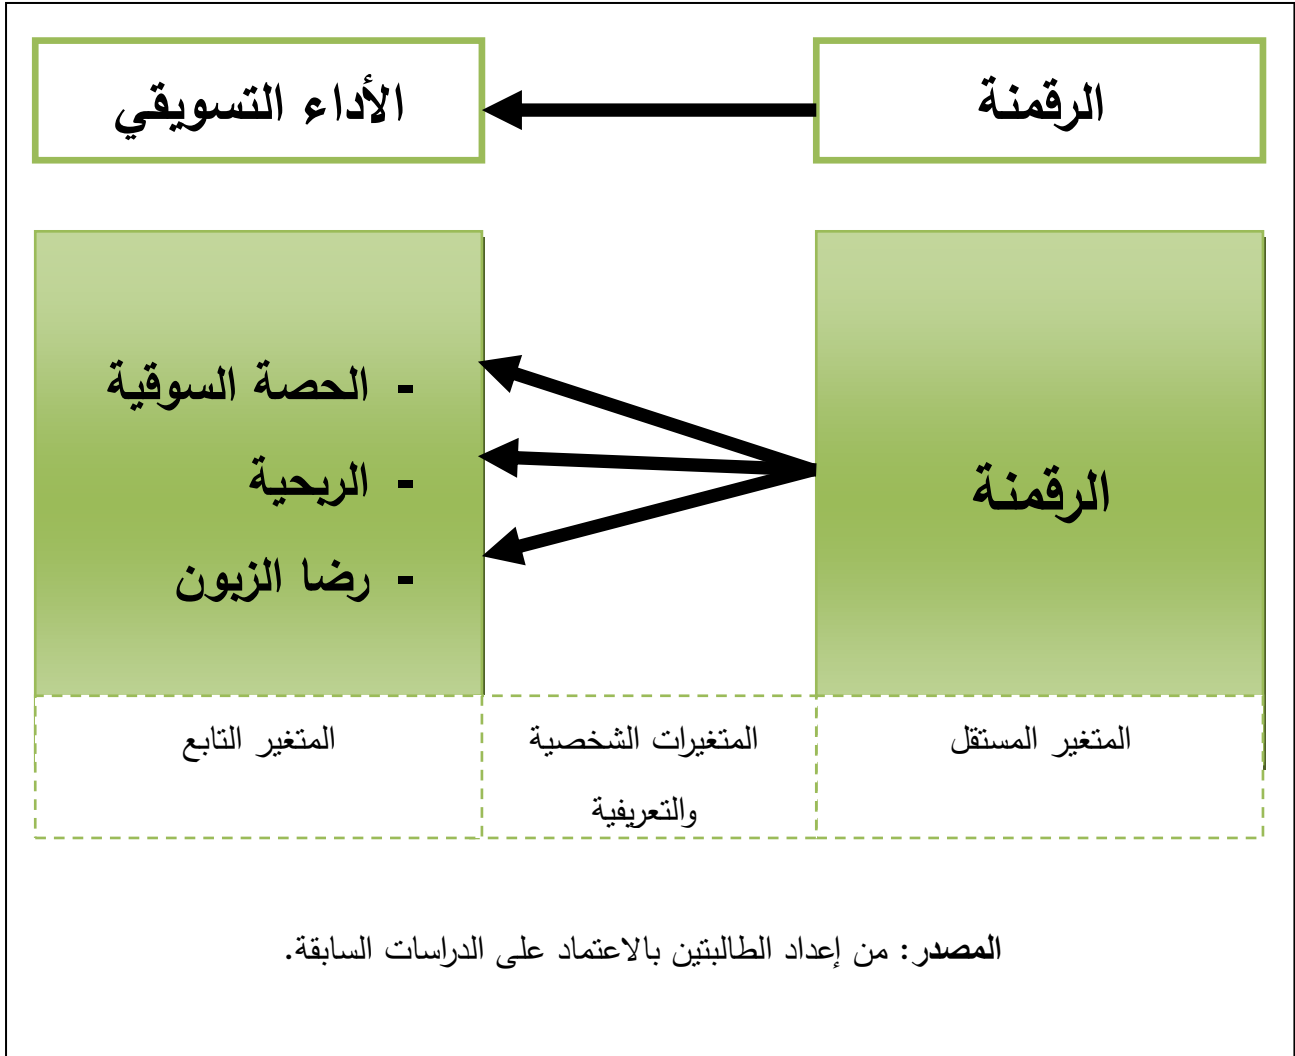 الرقمنة
الأداء التسويقي
الرقمنة
- الحصة السوقية
- الربحية
- رضا الزبون
المتغير المستقل
المتغيرات الشخصية
والتعريفية
المتغير التابع
المصدر: من إعداد الطالبتين بالاعتماد على الدراسات السابقة.